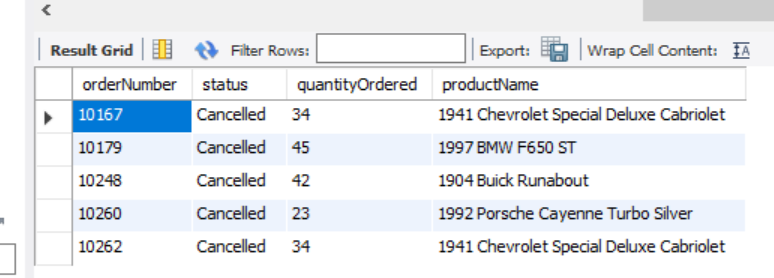 Result Grid Filter Rows: Export: Wrap Cell Content:
orderNumber status quantityOrdered productName
10167 Cancelled 34 1941 Chevrolet Special Deluxe Cabriolet
10179 Cancelled 45 1997 BMW F650 ST
10248 Cancelled 42 1904 Buick Runabout
10260 Cancelled 23 1992 Porsche Cayenne Turbo Silver
10262 Cancelled 34 1941 Chevrolet Special Deluxe Cabriolet